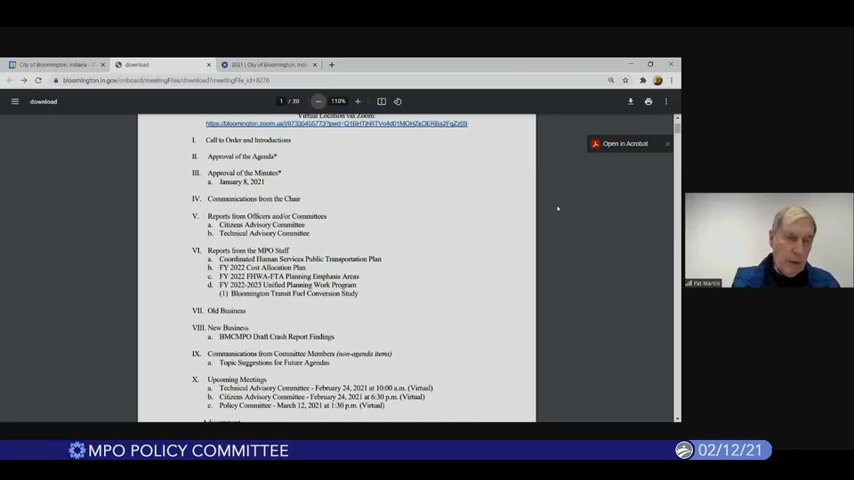 City of Bloomington, Indiana - C
download
2021 | City of Bloomington, Indi
bloomington.in.gov/onboard/meetingFiles/download?meetingFile_id=8276
download
1 / 20
110%
Virtual Location via Zoom:
Open in Acrobat
I. Call to Order and Introductions
II. Approval of the Agenda*
III. Approval of the Minutes*
a. January 8, 2021
IV. Communications from the Chair
V. Reports from Officers and/or Committees
a. Citizens Advisory Committee
b. Technical Advisory Committee
VI. Reports from the MPO Staff
a. Coordinated Human Services Public Transportation Plan
b. FY 2022 Cost Allocation Plan
c. FY 2022 FHWA-FTA Planning Emphasis Areas
d. FY 2022-2023 Unified Planning Work Program
(1) Bloomington Transit Fuel Conversion Study
VII. Old Business
VIII. New Business
a. BMCMPO Draft Crash Report Findings
IX. Communications from Committee Members (non-agenda items)
a. Topic Suggestions for Future Agendas
X. Upcoming Meetings
a. Technical Advisory Committee - February 24, 2021 at 10:00 a.m. (Virtual)
b. Citizens Advisory Committee - February 24, 2021 at 6:30 p.m. (Virtual)
c. Policy Committee - March 12, 2021 at 1:30 p.m. (Virtual)
Pat Martin
MPO POLICY COMMITTEE
02/12/21